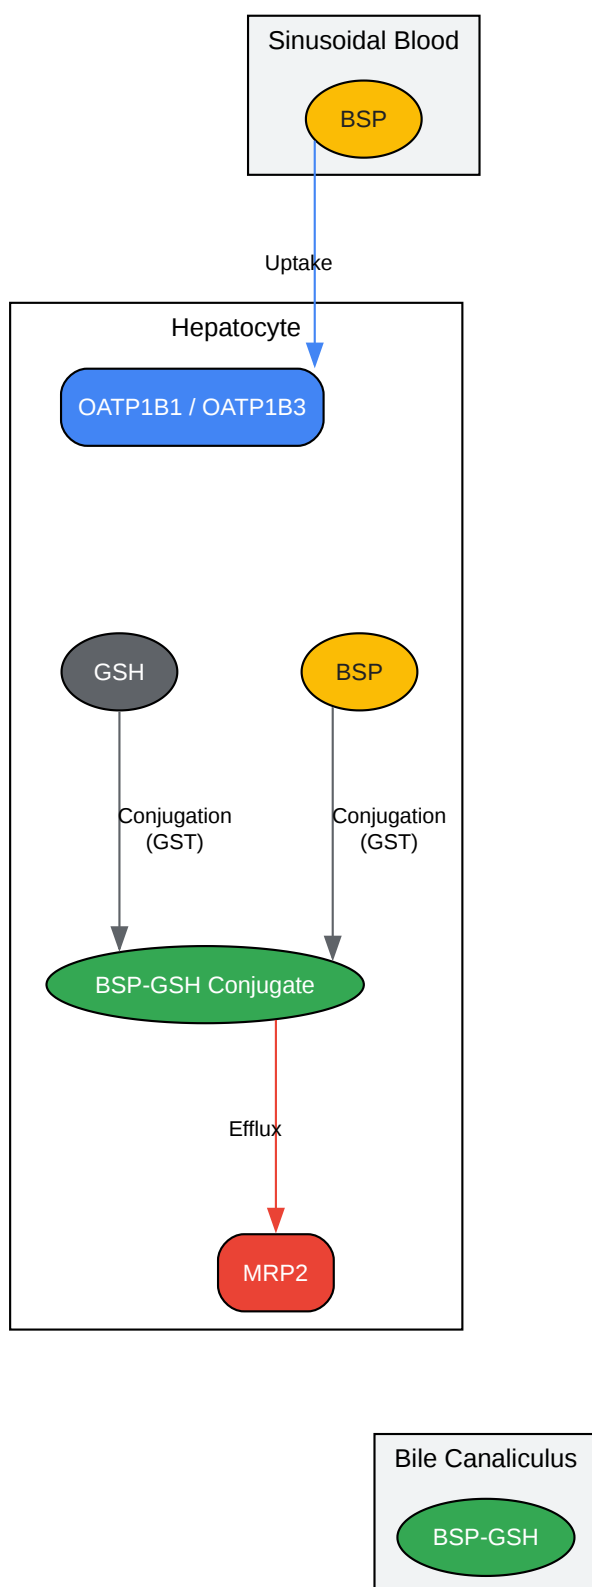 Sinusoidal Blood
BSP
Uptake
Hepatocyte
OATP1B1 / OATP1B3
GSH
BSP
Conjugation
(GST)
Conjugation
(GST)
BSP-GSH Conjugate
Efflux
MRP2
Bile Canaliculus
BSP-GSH